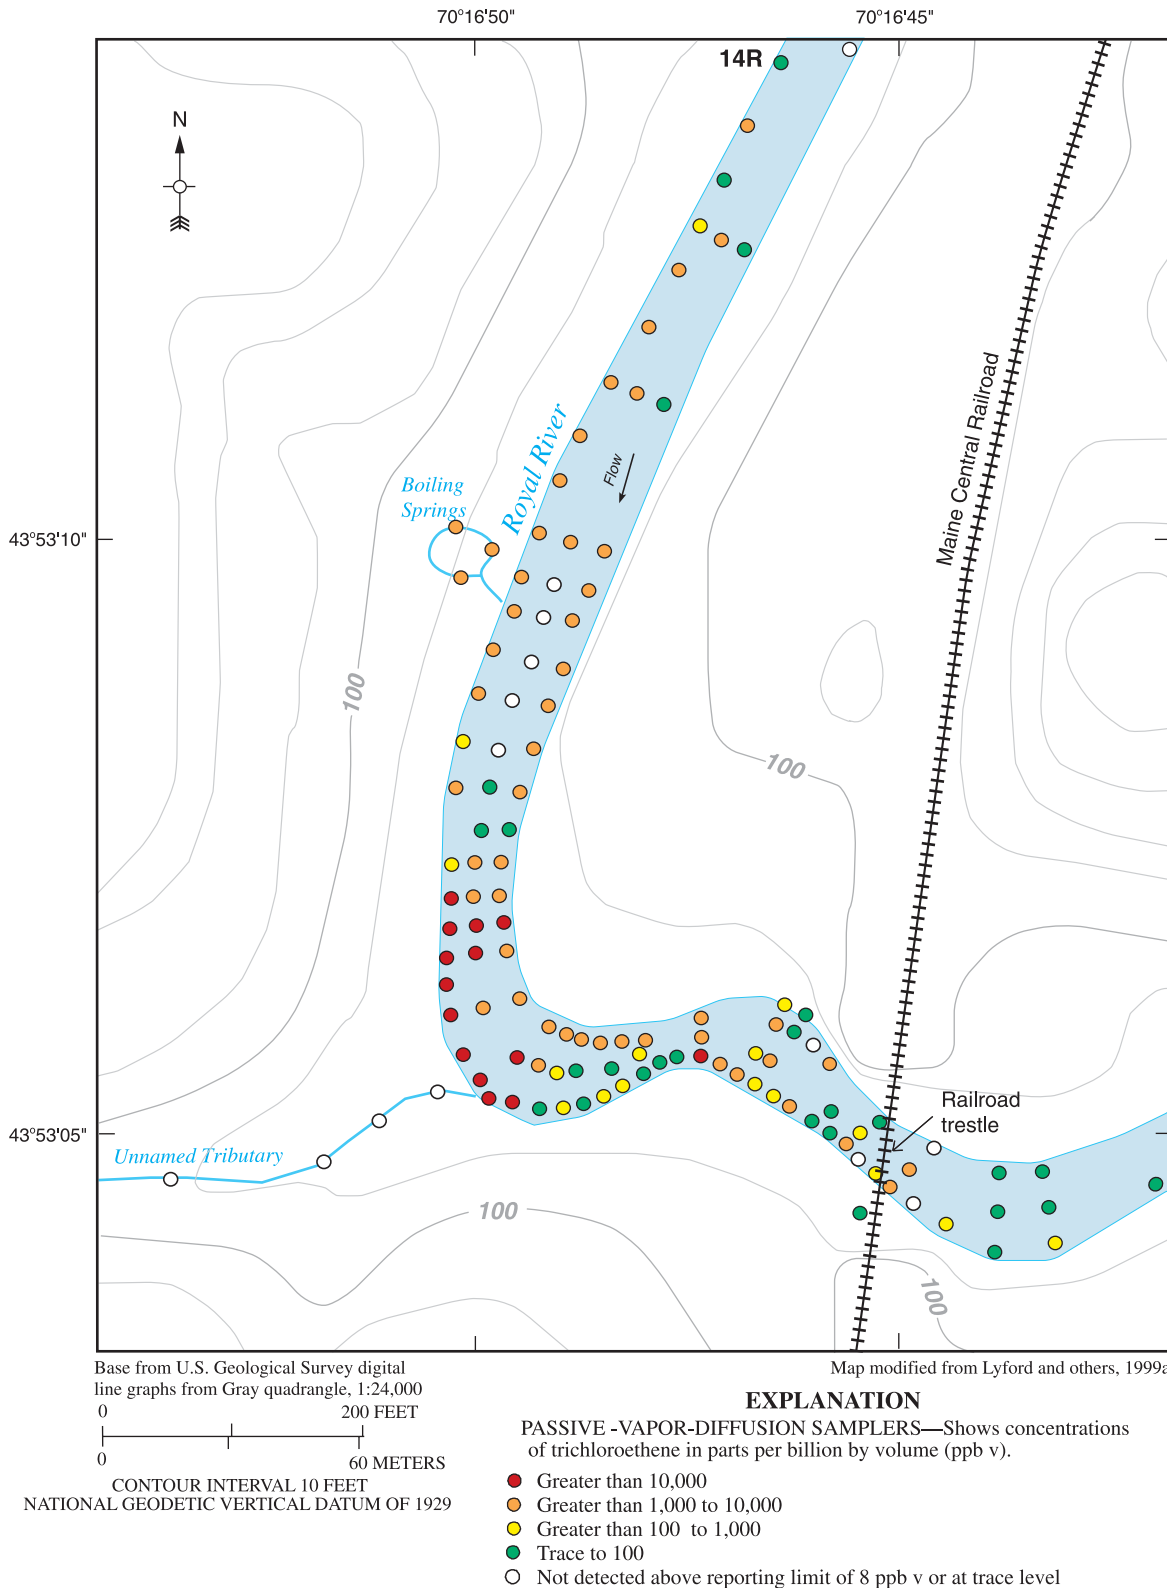 70°16'50"
70°16'45"
14R
N
Maine Central Railroad
Royal River
Flow
Boiling
Springs
43°53'10"
100
100
Railroad
trestle
43°53'05"
Unnamed Tributary
100
100
Base from U.S. Geological Survey digital
line graphs from Gray quadrangle, 1:24,000
Map modified from Lyford and others, 1999a
0 200 FEET
0 60 METERS
CONTOUR INTERVAL 10 FEET
NATIONAL GEODETIC VERTICAL DATUM OF 1929
EXPLANATION
PASSIVE -VAPOR-DIFFUSION SAMPLERS—Shows concentrations
of trichloroethene in parts per billion by volume (ppb v).
Greater than 10,000
Greater than 1,000 to 10,000
Greater than 100 to 1,000
Trace to 100
Not detected above reporting limit of 8 ppb v or at trace level